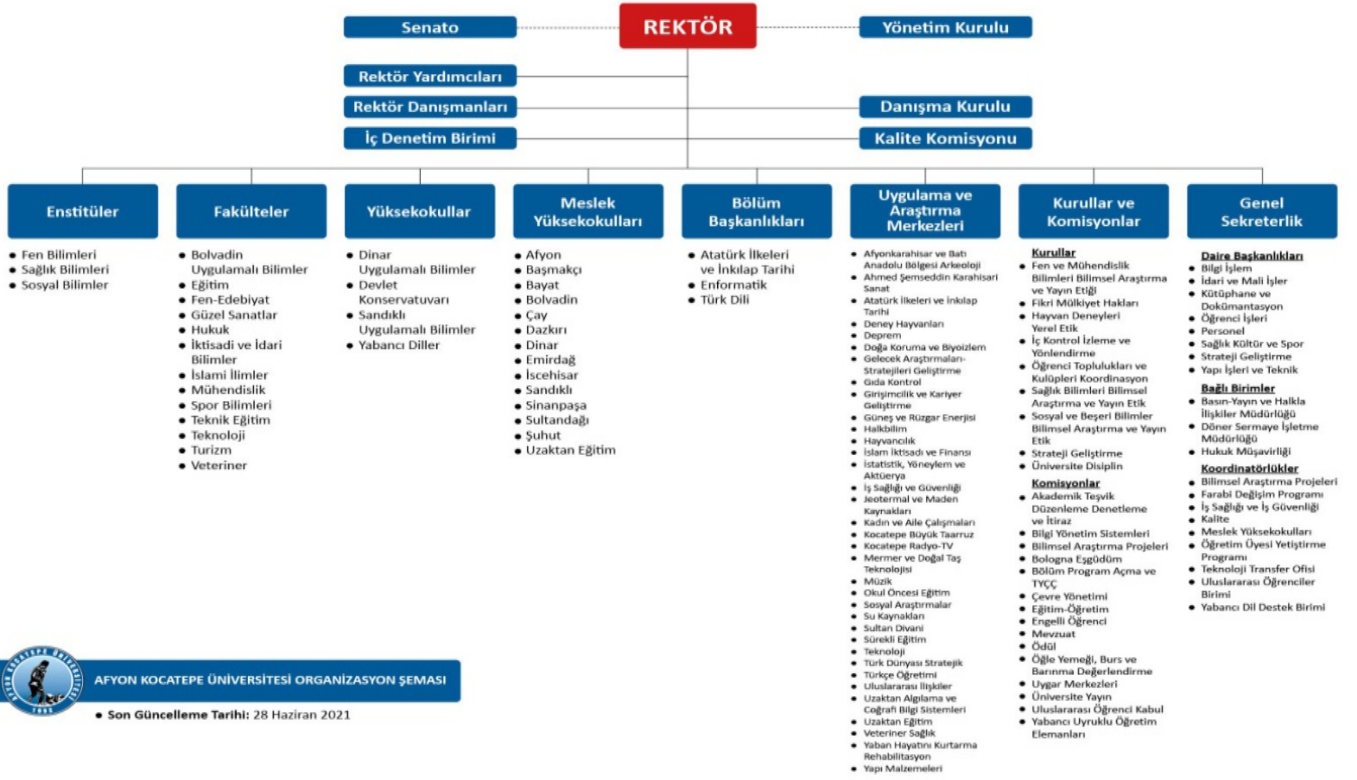 Senato
REKTÖR
Yönetim Kurulu
Rektör Yardımcıları
Rektör Danışmanları
Danışma Kurulu
İç Denetim Birimi
Kalite Komisyonu
Enstitüler
• Fen Bilimleri
• Sağlık Bilimleri
• Sosyal Bilimler
Fakülteler
• Bolvadin
Uygulamalı Bilimler
• Eğitim
• Fen-Edebiyat
• Güzel Sanatlar
• Hukuk
• İktisadi ve İdari
Bilimler
• İslami İlimler
• Mühendislik
• Spor Bilimleri
• Teknik Eğitim
• Teknoloji
• Turizm
• Veteriner
Yüksekokullar
• Dinar
Uygulamalı Bilimler
• Devlet
Konservatuvarı
• Sandıklı
Uygulamalı Bilimler
• Yabancı Diller
Meslek
Yüksekokulları
• Afyon
• Başmakçı
• Bayat
• Bolvadin
• Çay
• Dazkırı
• Dinar
• Emirdağ
• İscehisar
• Sandıklı
• Sinanpaşa
• Sultandağı
• Şuhut
• Uzaktan Eğitim
Bölüm
Başkanlıkları
• Atatürk İlkeleri
ve İnkılap Tarihi
• Enformatik
• Türk Dili
Uygulama ve
Araştırma
Merkezleri
• Afyonkarahisar ve Batı
Anadolu Bölgesi Arkeoloji
• Ahmed Şemseddin Karahisari
Sanat
• Atatürk İlkeleri ve İnkılap
Tarihi
• Deney Hayvanları
• Deprem
• Doğa Koruma ve Biyoizlem
• Gelecek Araştırmaları-
Stratejileri Geliştirme
• Gıda Kontrol
• Girişimcilik ve Kariyer
Geliştirme
• Güneş ve Rüzgar Enerjisi
• Halkbilim
• Hayvancılık
• İslam İktisadı ve Finansı
• İstatistik, Yöneylem ve
Aktüerya
• İş Sağlığı ve Güvenliği
• Jeotermal ve Maden
Kaynakları
• Kadın ve Aile Çalışmaları
• Kocatepe Büyük Taarruz
• Kocatepe Radyo-TV
• Mermer ve Doğal Taş
Teknolojisi
• Müzik
• Okul Öncesi Eğitim
• Sosyal Araştırmalar
• Su Kaynakları
• Sultan Divani
• Sürekli Eğitim
• Teknoloji
• Türk Dünyası Stratejik
• Türkçe Öğretimi
• Uluslararası İlişkiler
• Uzaktan Algılama ve
Coğrafi Bilgi Sistemleri
• Uzaktan Eğitim
• Veteriner Sağlık
• Yaban Hayatını Kurtarma
Rehabilitasyon
• Yapı Malzemeleri
Kurullar ve
Komisyonlar
Kurullar
• Fen ve Mühendislik
Bilimleri Bilimsel Araştırma
ve Yayın Etiği
• Fikri Mülkiyet Hakları
• Hayvan Deneyleri
Yerel Etik
• İç Kontrol İzleme ve
Yönlendirme
• Öğrenci Toplulukları ve
Kulüpleri Koordinasyon
• Sağlık Bilimleri Bilimsel
Araştırma ve Yayın Etik
• Sosyal ve Beşeri Bilimler
Bilimsel Araştırma ve Yayın
Etik
• Strateji Geliştirme
• Üniversite Disiplin
Komisyonlar
• Akademik Teşvik
Düzenleme Denetleme
ve İtiraz
• Bilgi Yönetim Sistemleri
• Bilimsel Araştırma Projeleri
• Bologna Eşgüdüm
• Bölüm Program Açma ve
TYÇÇ
• Çevre Yönetimi
• Eğitim-Öğretim
• Engelli Öğrenci
• Mevzuat
• Ödül
• Öğle Yemeği, Burs ve
Barınma Değerlendirme
• Uygar Merkezleri
• Üniversite Yayın
• Uluslararası Öğrenci Kabul
• Yabancı Uyruklu Öğretim
Elemanları
Genel
Sekreterlik
Daire Başkanlıkları
• Bilgi İşlem
• İdari ve Mali İşler
• Kütüphane ve
Dokümantasyon
• Öğrenci İşleri
• Personel
• Sağlık Kültür ve Spor
• Strateji Geliştirme
• Yapı İşleri ve Teknik
Bağlı Birimler
• Basın-Yayın ve Halkla
İlişkiler Müdürlüğü
• Döner Sermaye İşletme
Müdürlüğü
• Hukuk Müşavirliği
Koordinatörlükler
• Bilimsel Araştırma Projeleri
• Farabi Değişim Programı
• İş Sağlığı ve İş Güvenliği
• Kalite
• Meslek Yüksekokulları
• Öğretim Üyesi Yetiştirme
Programı
• Teknoloji Transfer Ofisi
• Uluslararası Öğrenciler
Birimi
• Yabancı Dil Destek Birimi
AFYON KOCATEPE ÜNİVERSİTESİ
1992
AFYON KOCATEPE ÜNİVERSİTESİ ORGANİZASYON ŞEMASI
• Son Güncelleme Tarihi: 28 Haziran 2021